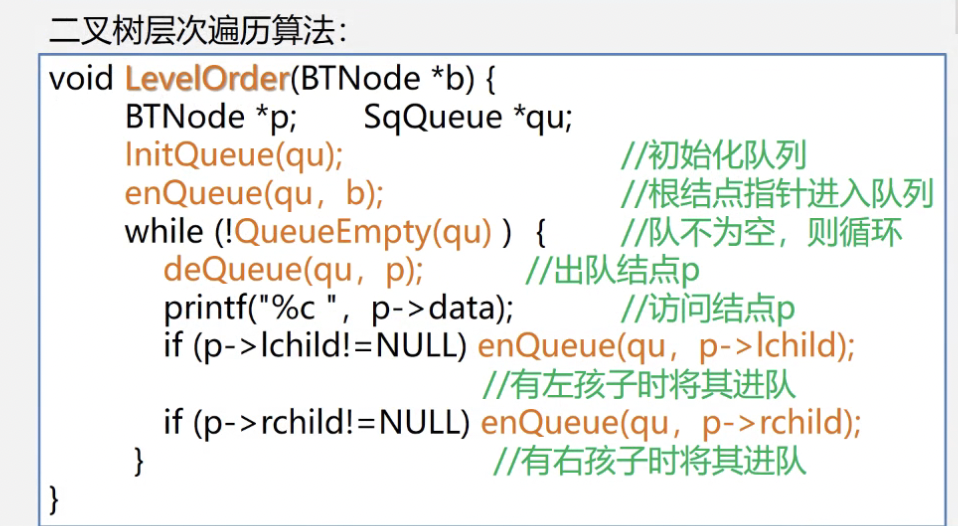 二叉树层次遍历算法：
void LevelOrder(BTNode *b) {
BTNode *p; SqQueue *qu;
InitQueue(qu); //初始化队列
enQueue(qu，b); //根结点指针进入队列
while (!QueueEmpty(qu) ) { //队不为空，则循环
deQueue(qu，p); //出队结点p
printf("%c "，p->data); //访问结点p
if (p->lchild!=NULL) enQueue(qu，p->lchild);
//有左孩子时将其进队
if (p->rchild!=NULL) enQueue(qu，p->rchild);
} //有右孩子时将其进队
}